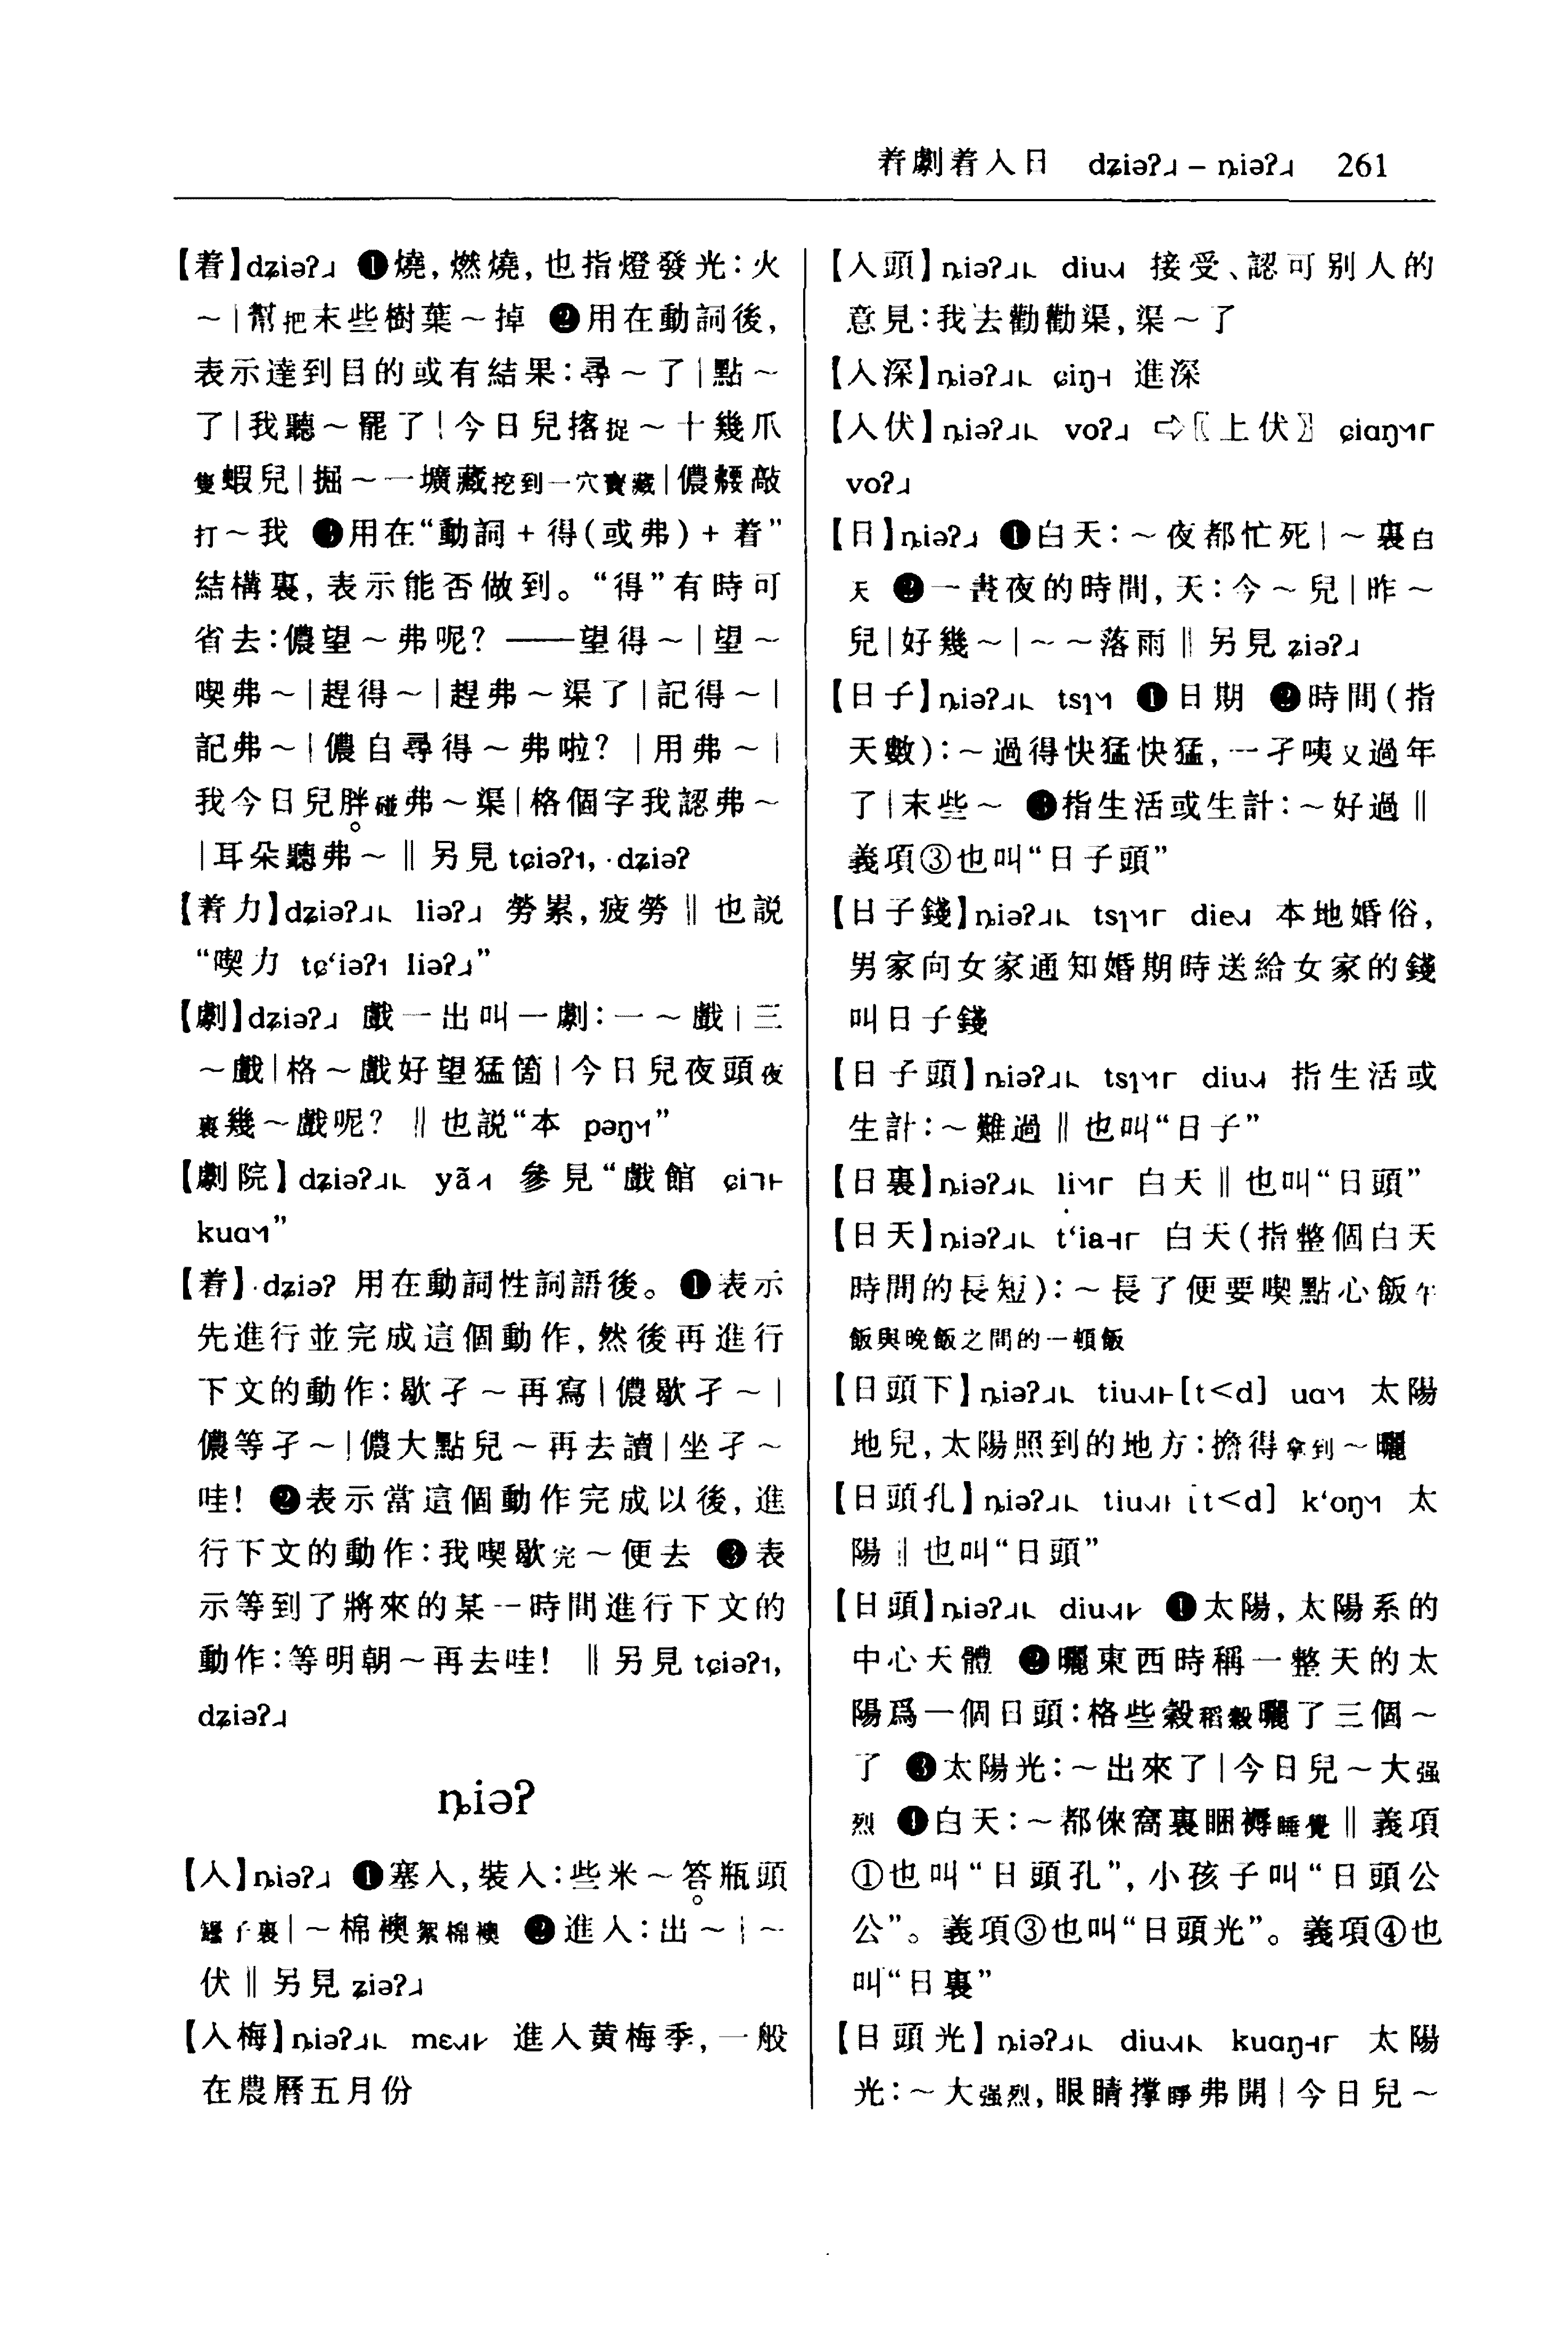 着劇着入日 dʑiəʔ˩ – ȵiəʔ˩ 261
【着】dʑiəʔ˩ ❶燒,燃燒,也指燈發光:火
～|幫把末些樹葉～掉 ❷用在動詞後,
表示達到目的或有結果:尋～了|點～
了|我聽～罷了|今日兒撘捉～十幾爪
隻蝦兒|掘～一壙藏挖到一穴寶藏|儂敲
打～我 ❸用在“動詞+得(或弗)+着”
結構裏,表示能否做到。“得”有時可
省去:儂望～弗呢? ——望得～|望～
喫弗～|趕得～|趕弗～渠了|記得～|
記弗～|儂自尋得～弗啦? |用弗～|
我今日兒胖碰弗～渠|格個字我認弗～
|耳朵聽弗～‖另見 tɕiəʔ˥, ·dʑiəʔ
【着力】dʑiəʔ liəʔ˩ 勞累,疲勞‖也説
“喫力 tɕ‘iəʔ˥ liəʔ˩”
【劇】dʑiəʔ˩ 戲一出叫一劇:一～戲|三
～戲|格～戲好望猛箇|今日兒夜頭夜
裏幾～戲呢? ‖也説“本 pəŋ”
【劇院】dʑiəʔ yã 參見“戲館 ɕi
kuɑ”
【着】·dʑiəʔ 用在動詞性詞語後。❶表示
先進行並完成這個動作,然後再進行
下文的動作:歇孑～再寫|儂歇孑～|
儂等孑～|儂大點兒～再去讀|坐孑～
哇! ❷表示當這個動作完成以後,進
行下文的動作:我喫歇完～便去 ❸表
示等到了將來的某一時間進行下文的
動作:等明朝～再去哇! ‖另見 tɕiəʔ˥,
dʑiəʔ˩
ȵiəʔ
【入】ȵiəʔ˩ ❶塞入,裝入:些米～答瓶頭
罎子裏|～棉襖絮棉襖 ❷進入:出～|～
伏‖另見 ʑiəʔ˩
【入梅】ȵiəʔ mɛ 進入黄梅季,一般
在農曆五月份
【入頭】ȵiəʔ diu 接受、認可别人的
意見:我去勸勸渠,渠～了
【入深】ȵiəʔ ɕiŋ 進深
【入伏】ȵiəʔ voʔ˩ ⇨〖上伏〗 ɕiɑŋ
voʔ˩
【日】ȵiəʔ˩ ❶白天:～夜都忙死|～裏白
天 ❷一晝夜的時間,天:今～兒|昨～
兒|好幾～|～～落雨‖另見 ʑiəʔ˩
【日子】ȵiəʔ tsɿ ❶日期 ❷時間(指
天數):～過得快猛快猛,一孑咦又過年
了|末些～ ❸指生活或生計:～好過‖
義項③也叫“日子頭”
【日子錢】ȵiəʔ tsɿ die 本地婚俗,
男家向女家通知婚期時送給女家的錢
叫日子錢
【日子頭】ȵiəʔ tsɿ diu 指生活或
生計:～難過‖也叫“日子”
【日裏】ȵiəʔ li 白天‖也叫“日頭”
【日天】ȵiəʔ t‘ia 白天(指整個白天
時間的長短):～長了便要喫點心飯午
飯與晚飯之間的一頓飯
【日頭下】ȵiəʔ tiu[t<d] uɑ 太陽
地兒,太陽照到的地方:擔得拿到～曬
【日頭孔】ȵiəʔ tiu[t<d] k‘oŋ 太
陽‖也叫“日頭”
【日頭】ȵiəʔ diu ❶太陽,太陽系的
中心天體 ❷曬東西時稱一整天的太
陽爲一個日頭:格些穀稻穀曬了三個～
了 ❸太陽光:～出來了|今日兒～大强
烈 ❹白天:～都倈窩裏睏褥睡覺‖義項
①也叫“日頭孔”,小孩子叫“日頭公
公”。義項③也叫“日頭光”。義項④也
叫“日裏”
【日頭光】ȵiəʔ diu kuɑŋ 太陽
光:～大强烈,眼睛撑睜弗開|今日兒～